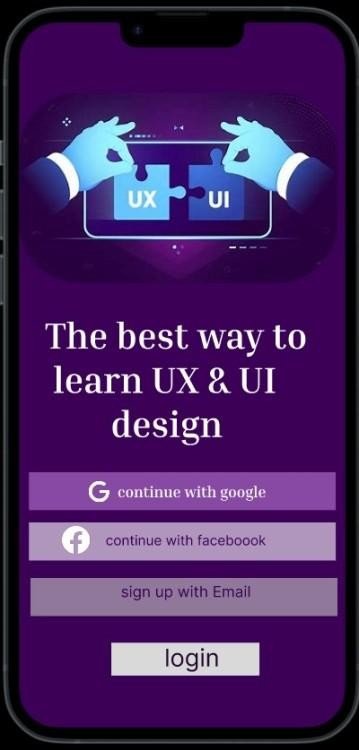 UX UI
The best way to
learn UX & UI
design
G continue with google
f continue with faceboook
sign up with Email
login